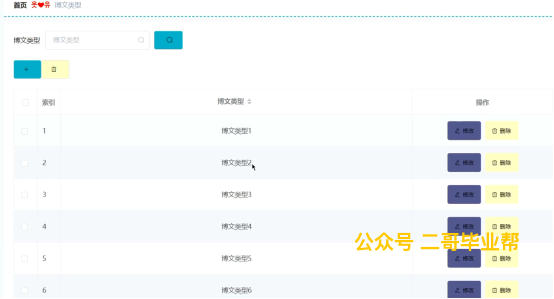 首页 웃❤유 博文类型
博文类型 博文类型
索引 博文类型 操作
1 博文类型1 修改 删除
2 博文类型2 修改 删除
3 博文类型3 修改 删除
4 博文类型4 修改 删除
公众号 二哥毕业帮
5 博文类型5 修改 删除
6 博文类型6 修改 删除